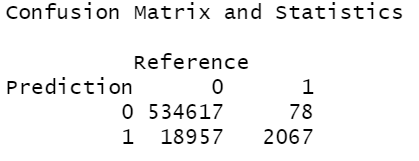 Confusion Matrix and Statistics
Reference
Prediction 0 1
0 534617 78
1 18957 2067